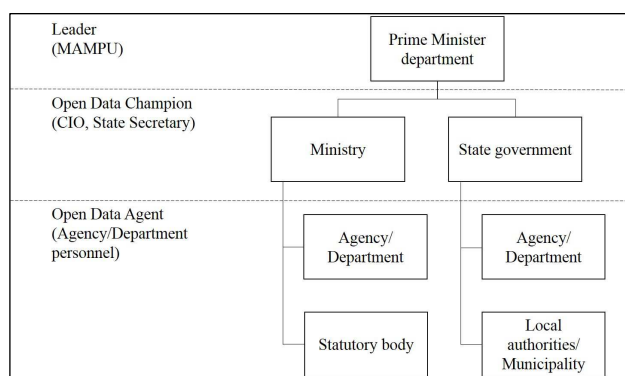 Leader
(MAMPU)
Prime Minister
department
Open Data Champion
(CIO, State Secretary)
Ministry
State government
Open Data Agent
(Agency/Department
personnel)
Agency/
Department
Agency/
Department
Statutory body
Local
authorities/
Municipality